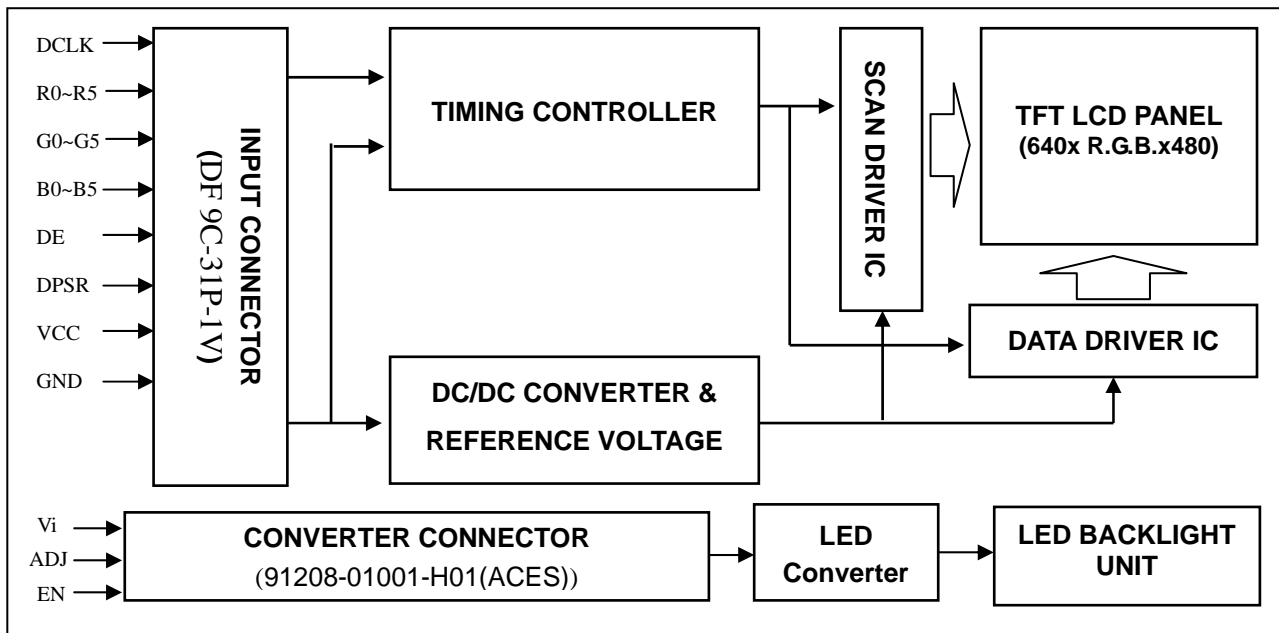 DCLK
R0~R5
G0~G5
B0~B5
DE
DPSR
VCC
GND
INPUT CONNECTOR
(DF 9C-31P-1V)
TIMING CONTROLLER
SCAN DRIVER IC
TFT LCD PANEL
(640x R.G.B.x480)
DATA DRIVER IC
DC/DC CONVERTER &
REFERENCE VOLTAGE
Vi
ADJ
EN
CONVERTER CONNECTOR
(91208-01001-H01(ACES))
LED
Converter
LED BACKLIGHT
UNIT